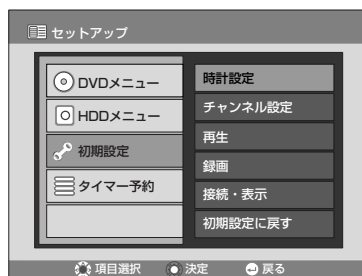 セットアップ
DVDメニュー
HDDメニュー
初期設定
タイマー予約
時計設定
チャンネル設定
再生
録画
接続・表示
初期設定に戻す
項目選択 決定 戻る